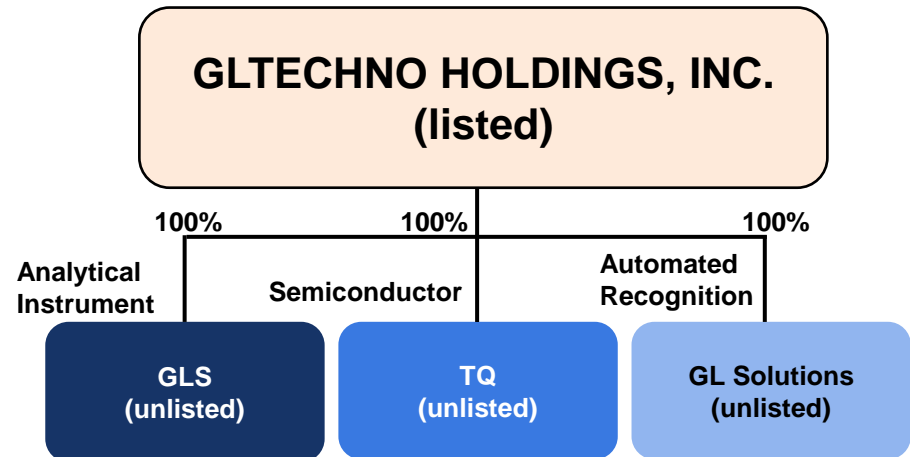 GLTECHNO HOLDINGS, INC.
(listed)
100%
100%
100%
Analytical
Instrument
Semiconductor
Automated
Recognition
GLS
(unlisted)
TQ
(unlisted)
GL Solutions
(unlisted)